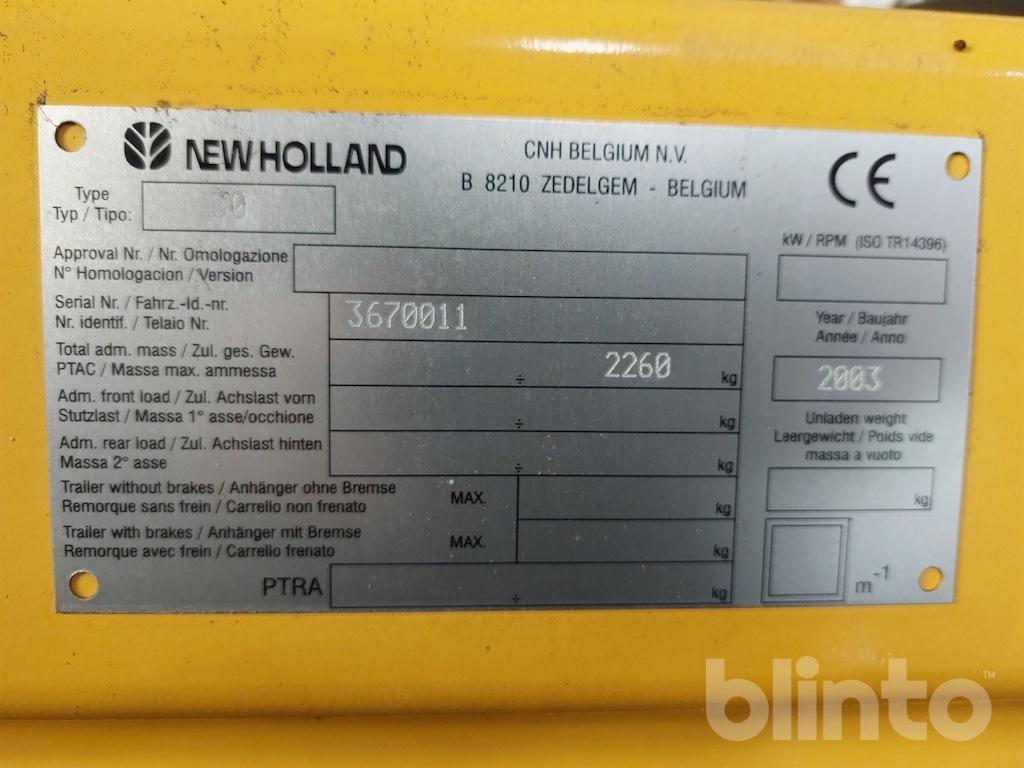 NEW HOLLAND
CNH BELGIUM N.V.
B 8210 ZEDELGEM - BELGIUM
CE
Type
Typ / Tipo:
Approval Nr. / Nr. Omologazione
N° Homologacion / Version
Serial Nr. / Fahrz.-Id.-nr.
Nr. identif. / Telaio Nr.
3670011
Total adm. mass / Zul. ges. Gew.
PTAC / Massa max. ammessa
÷ 2260 kg
Adm. front load / Zul. Achslast vorn
Stutzlast / Massa 1° asse/occhione
÷ kg
Adm. rear load / Zul. Achslast hinten
Massa 2° asse
÷ kg
Trailer without brakes / Anhänger ohne Bremse
Remorque sans frein / Carrello non frenato
MAX. kg
Trailer with brakes / Anhänger mit Bremse
Remorque avec frein / Carrello frenato
MAX. kg
PTRA ÷ kg
kW / RPM (ISO TR14396)
Year / Baujahr
Année / Anno
2003
Unladen weight
Leergewicht / Poids vide
massa a vuoto
kg
m-1
blinto™